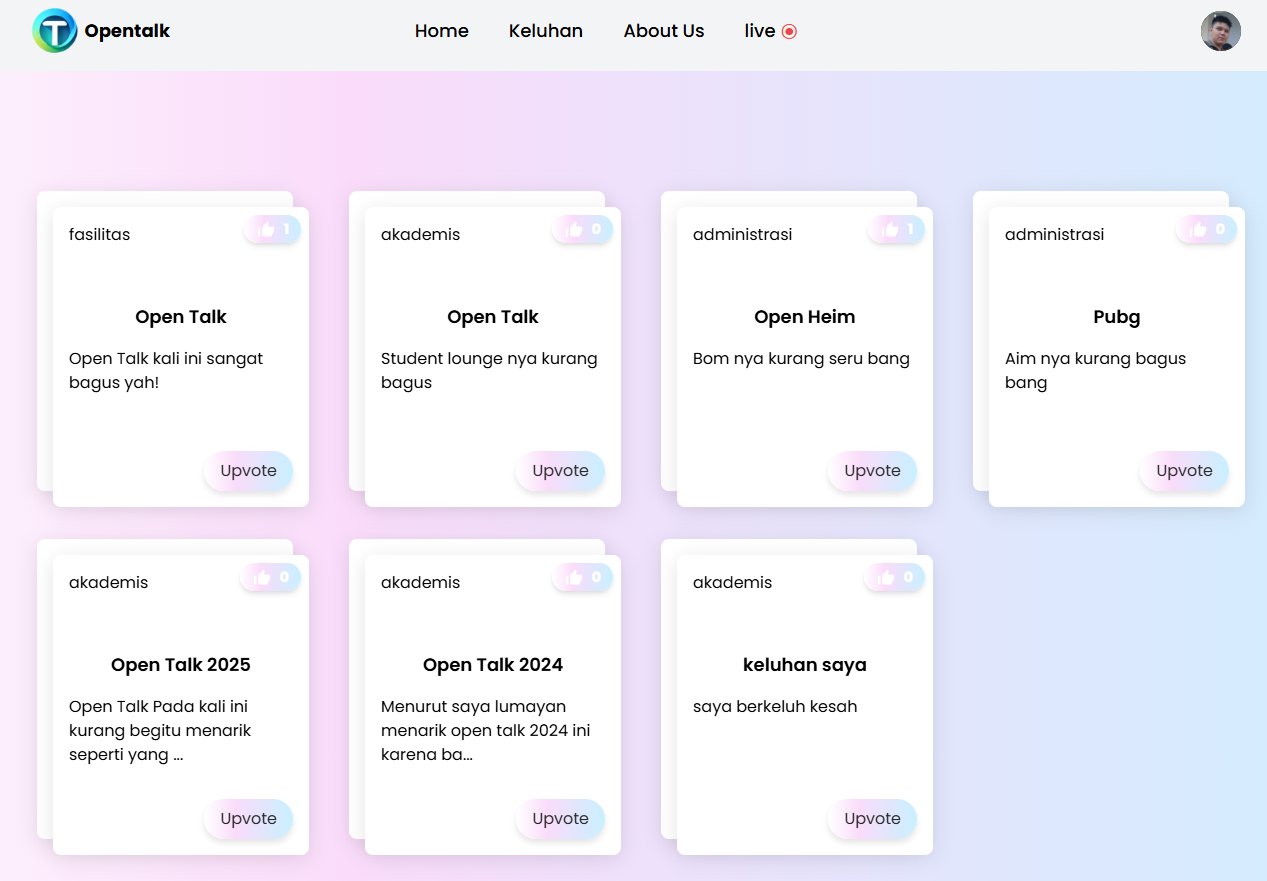 Opentalk
Home
Keluhan
About Us
live
fasilitas
1
Open Talk
Open Talk kali ini sangat
bagus yah!
Upvote
akademis
0
Open Talk
Student lounge nya kurang
bagus
Upvote
administrasi
1
Open Heim
Bom nya kurang seru bang
Upvote
administrasi
0
Pubg
Aim nya kurang bagus
bang
Upvote
akademis
0
Open Talk 2025
Open Talk Pada kali ini
kurang begitu menarik
seperti yang ...
Upvote
akademis
0
Open Talk 2024
Menurut saya lumayan
menarik open talk 2024 ini
karena ba...
Upvote
akademis
0
keluhan saya
saya berkeluh kesah
Upvote